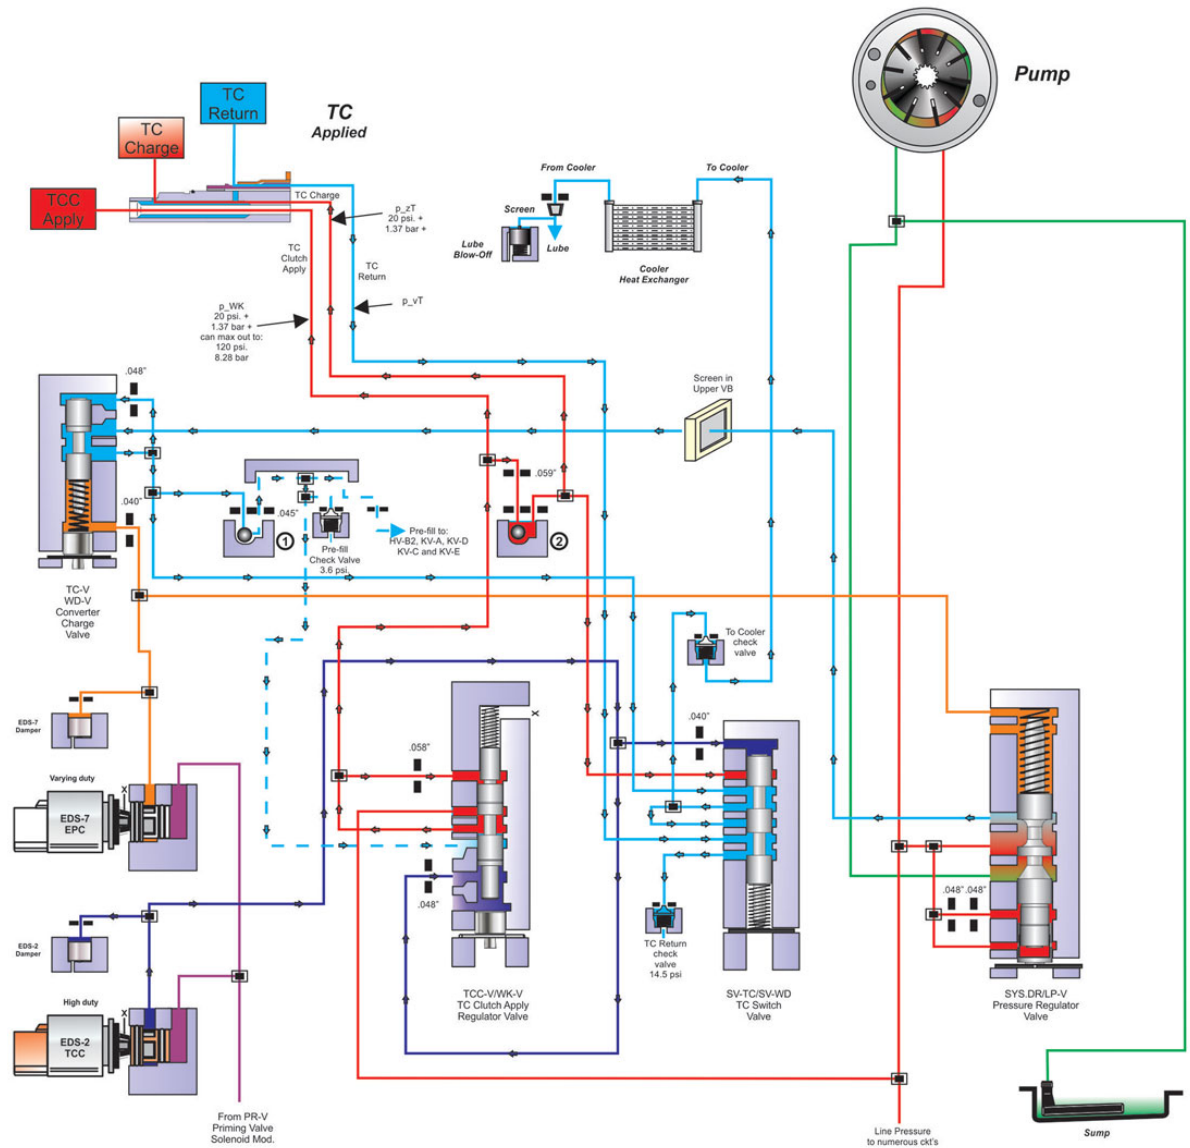 Pump
TC
Return
TC
Applied
TC
Charge
TCC
Apply
TC Charge
p_zT
20 psi. +
1.37 bar +
TC
Clutch
Apply
TC
Return
p_vT
p_WK
20 psi. +
1.37 bar +
can max out to:
120 psi.
8.28 bar
From Cooler
To Cooler
Screen
Lube
Blow-Off
Lube
Cooler
Heat Exchanger
Screen in
Upper VB
.048"
.040"
TC-V
WD-V
Converter
Charge
Valve
.045"
1
Pre-fill
Check Valve
3.6 psi.
Pre-fill to:
HV-B2, KV-A, KV-D
KV-C and KV-E
.059"
2
To Cooler
check
valve
EDS-7
Damper
Varying duty
X
EDS-7
EPC
EDS-2
Damper
High duty
X
EDS-2
TCC
From PR-V
Priming Valve
Solenoid Mod.
X
.058"
.048"
TCC-V/WK-V
TC Clutch Apply
Regulator Valve
.040"
TC Return
check
valve
14.5 psi
SV-TC/SV-WD
TC Switch
Valve
.048" .048"
SYS.DR/LP-V
Pressure Regulator
Valve
Line Pressure
to numerous ckt's
Sump